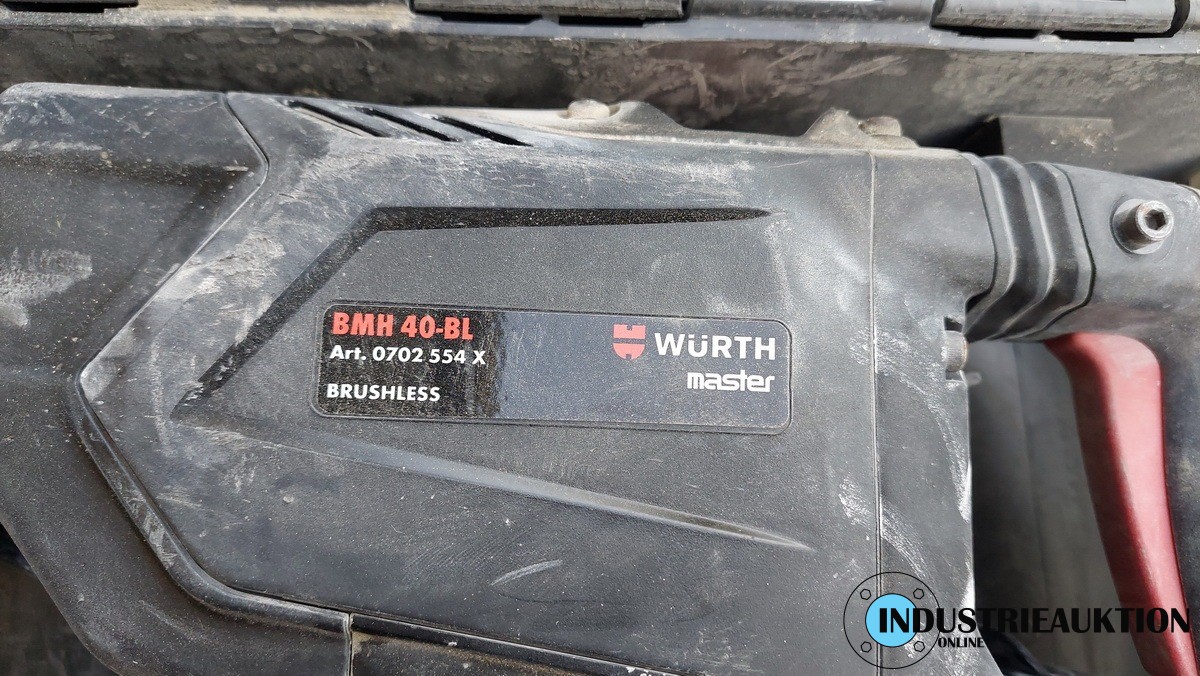 BMH 40-BL
Art. 0702 554 X
BRUSHLESS
WÜRTH
master
INDUSTRIEAUKTION
ONLINE